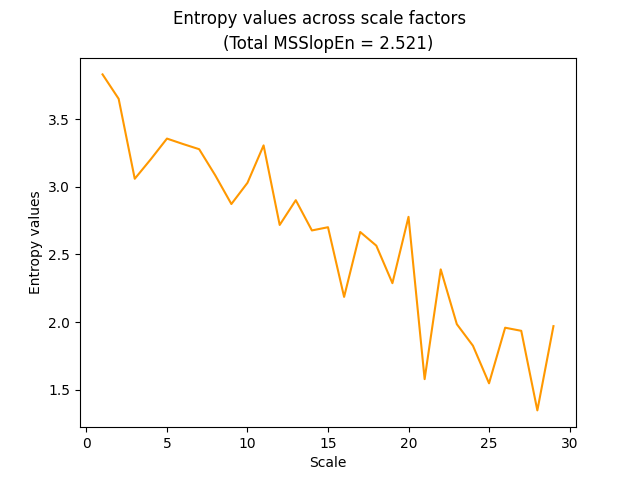 Entropy values across scale factors
(Total MSSlopEn = 2.521)
3.5
3.0
2.5
2.0
1.5
Entropy values
0 5 10 15 20 25 30
Scale